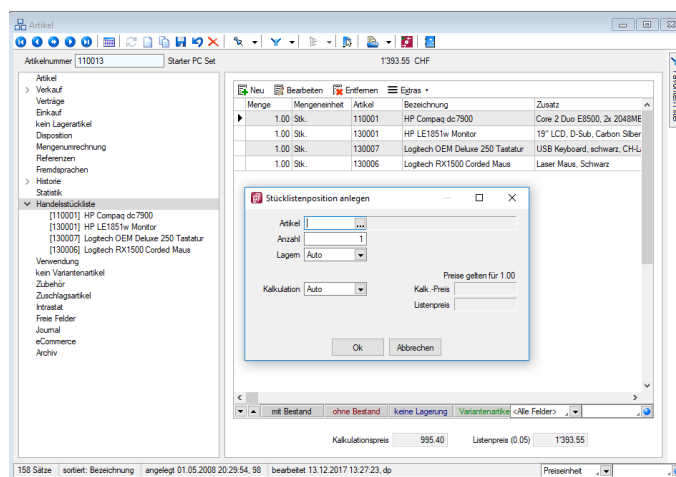 Artikel
Artikelnummer 110013 Starter PC Set 1'393.55 CHF
Artikel
Verkauf
Verträge
Einkauf
kein Lagerartikel
Disposition
Mengenumrechnung
Referenzen
Fremdsprachen
Historie
Statistik
Handelsstückliste
[110001] HP Compaq dc7900
[130001] HP LE1851w Monitor
[130007] Logitech OEM Deluxe 250 Tastatur
[130006] Logitech RX1500 Corded Maus
Verwendung
kein Variantenartikel
Zubehör
Zuschlagsartikel
Intrastat
Freie Felder
Journal
eCommerce
Archiv
Neu Bearbeiten Entfernen Extras
Menge Mengeneinheit Artikel Bezeichnung Zusatz
1.00 Stk. 110001 HP Compaq dc7900 Core 2 Duo E8500, 2x 2048ME
1.00 Stk. 130001 HP LE1851w Monitor 19" LCD, D-Sub, Carbon Silber
1.00 Stk. 130007 Logitech OEM Deluxe 250 Tastatur USB Keyboard, schwarz, CH-L
1.00 Stk. 130006 Logitech RX1500 Corded Maus Laser Maus, Schwarz
Stücklistenposition anlegen
Artikel ...
Anzahl 1
Lagern Auto
Preise gelten für 1.00
Kalkulation Auto Kalk.-Preis
Listenpreis
Ok Abbrechen
mit Bestand ohne Bestand keine Lagerung Variantenartike <Alle Felder>
Kalkulationspreis 995.40 Listenpreis (0.05) 1'393.55
158 Sätze sortiert: Bezeichnung angelegt 01.05.2008 20:29:54, 98 bearbeitet 13.12.2017 13:27:23, dp Preiseinheit